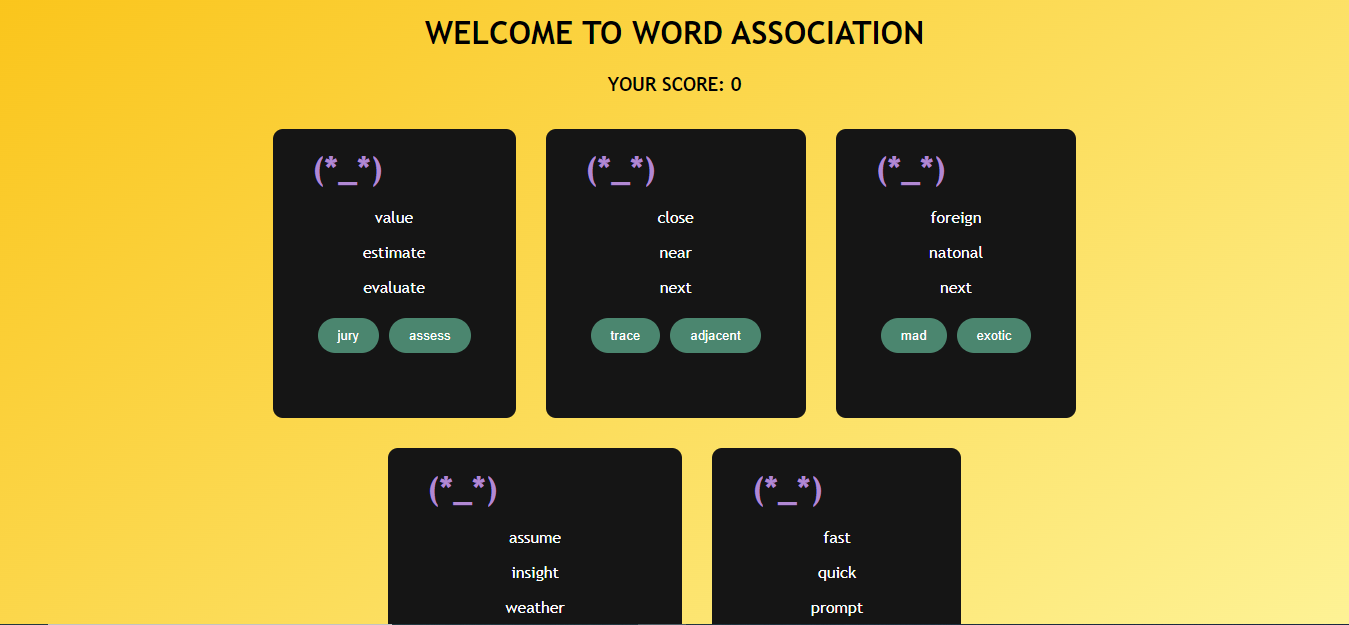 WELCOME TO WORD ASSOCIATION
YOUR SCORE: 0
(*_*)
value
estimate
evaluate
jury assess
(*_*)
close
near
next
trace adjacent
(*_*)
foreign
natonal
next
mad exotic
(*_*)
assume
insight
weather
(*_*)
fast
quick
prompt